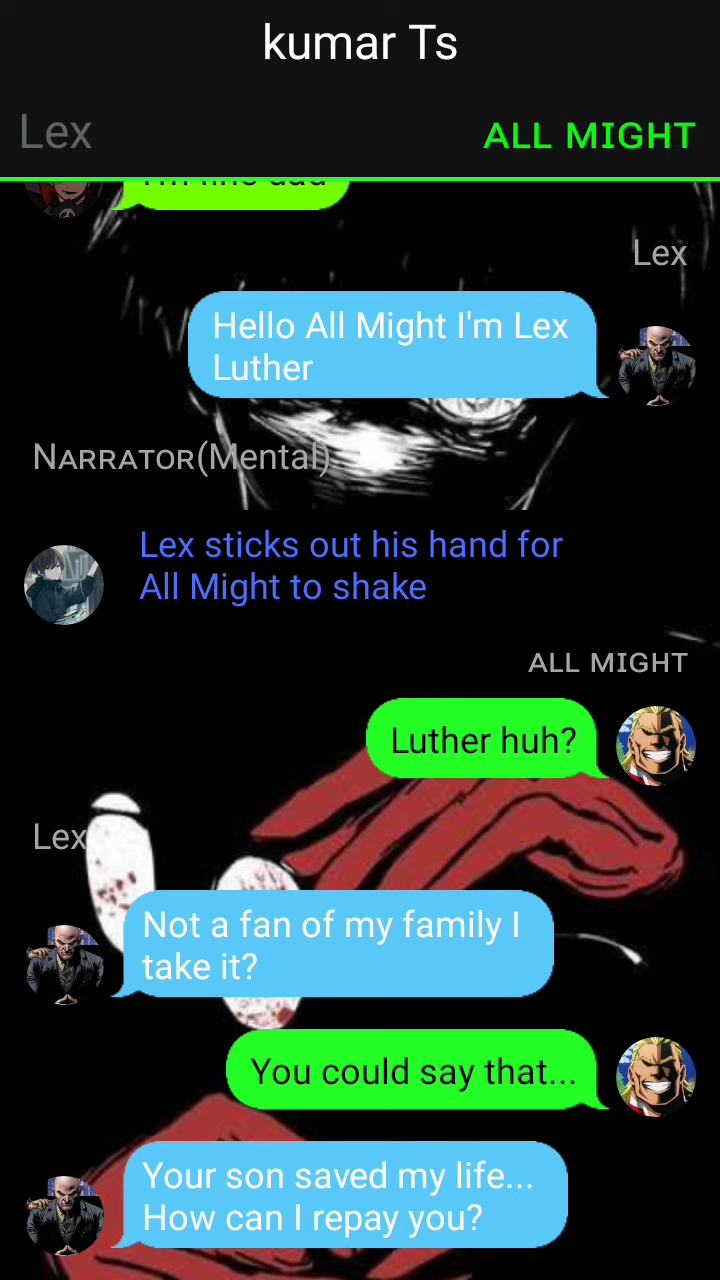 kumar Ts
Lex
ALL MIGHT
I'm fine dad
Lex
Hello All Might I'm Lex
Luther
NARRATOR(Mental)
Lex sticks out his hand for
All Might to shake
ALL MIGHT
Luther huh?
Lex
Not a fan of my family I
take it?
You could say that...
Your son saved my life...
How can I repay you?